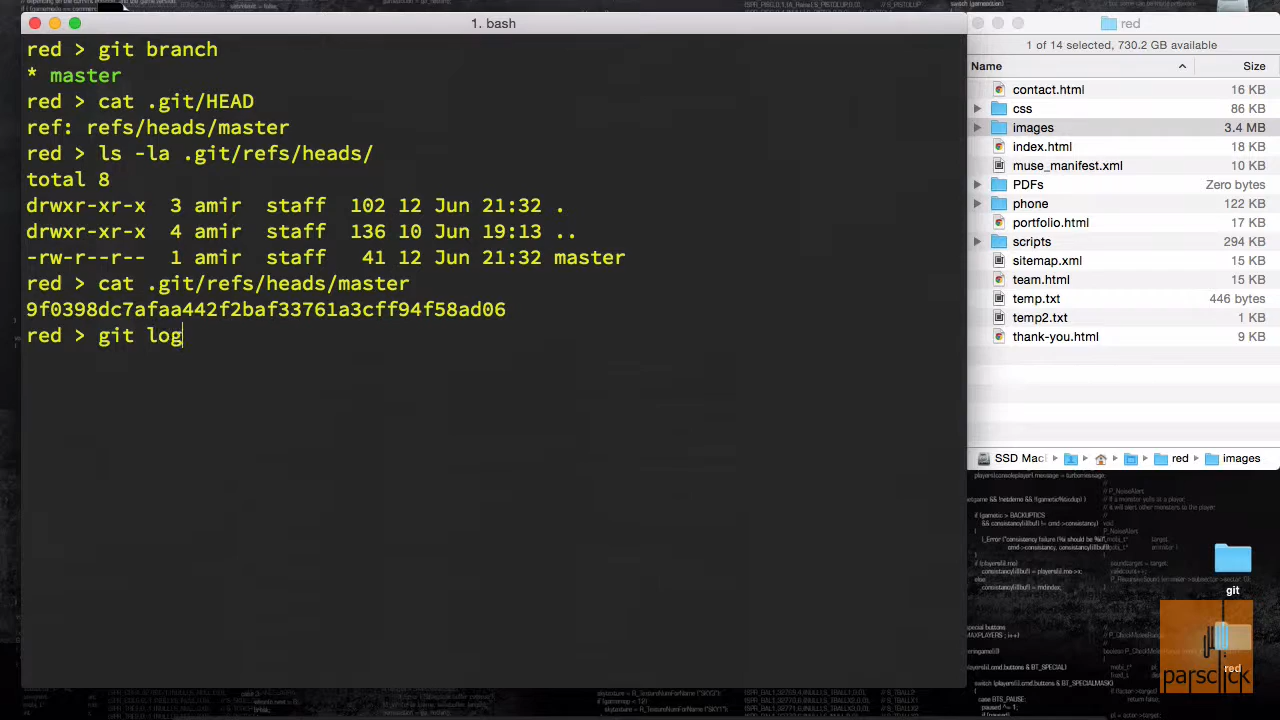 1. bash
red > git branch
* master
red > cat .git/HEAD
ref: refs/heads/master
red > ls -la .git/refs/heads/
total 8
drwxr-xr-x 3 amir staff 102 12 Jun 21:32 .
drwxr-xr-x 4 amir staff 136 10 Jun 19:13 ..
-rw-r--r-- 1 amir staff 41 12 Jun 21:32 master
red > cat .git/refs/heads/master
9f0398dc7afaa442f2baf33761a3cff94f58ad06
red > git log
red
1 of 14 selected, 730.2 GB available
Name Size
contact.html 16 KB
css 86 KB
images 3.4 MB
index.html 18 KB
muse_manifest.xml 10 KB
PDFs Zero bytes
phone 122 KB
portfolio.html 17 KB
scripts 294 KB
sitemap.xml 15 KB
team.html 13 KB
temp.txt 446 bytes
temp2.txt 1 KB
thank-you.html 9 KB
SSD Mac red images
git
red
parsclick